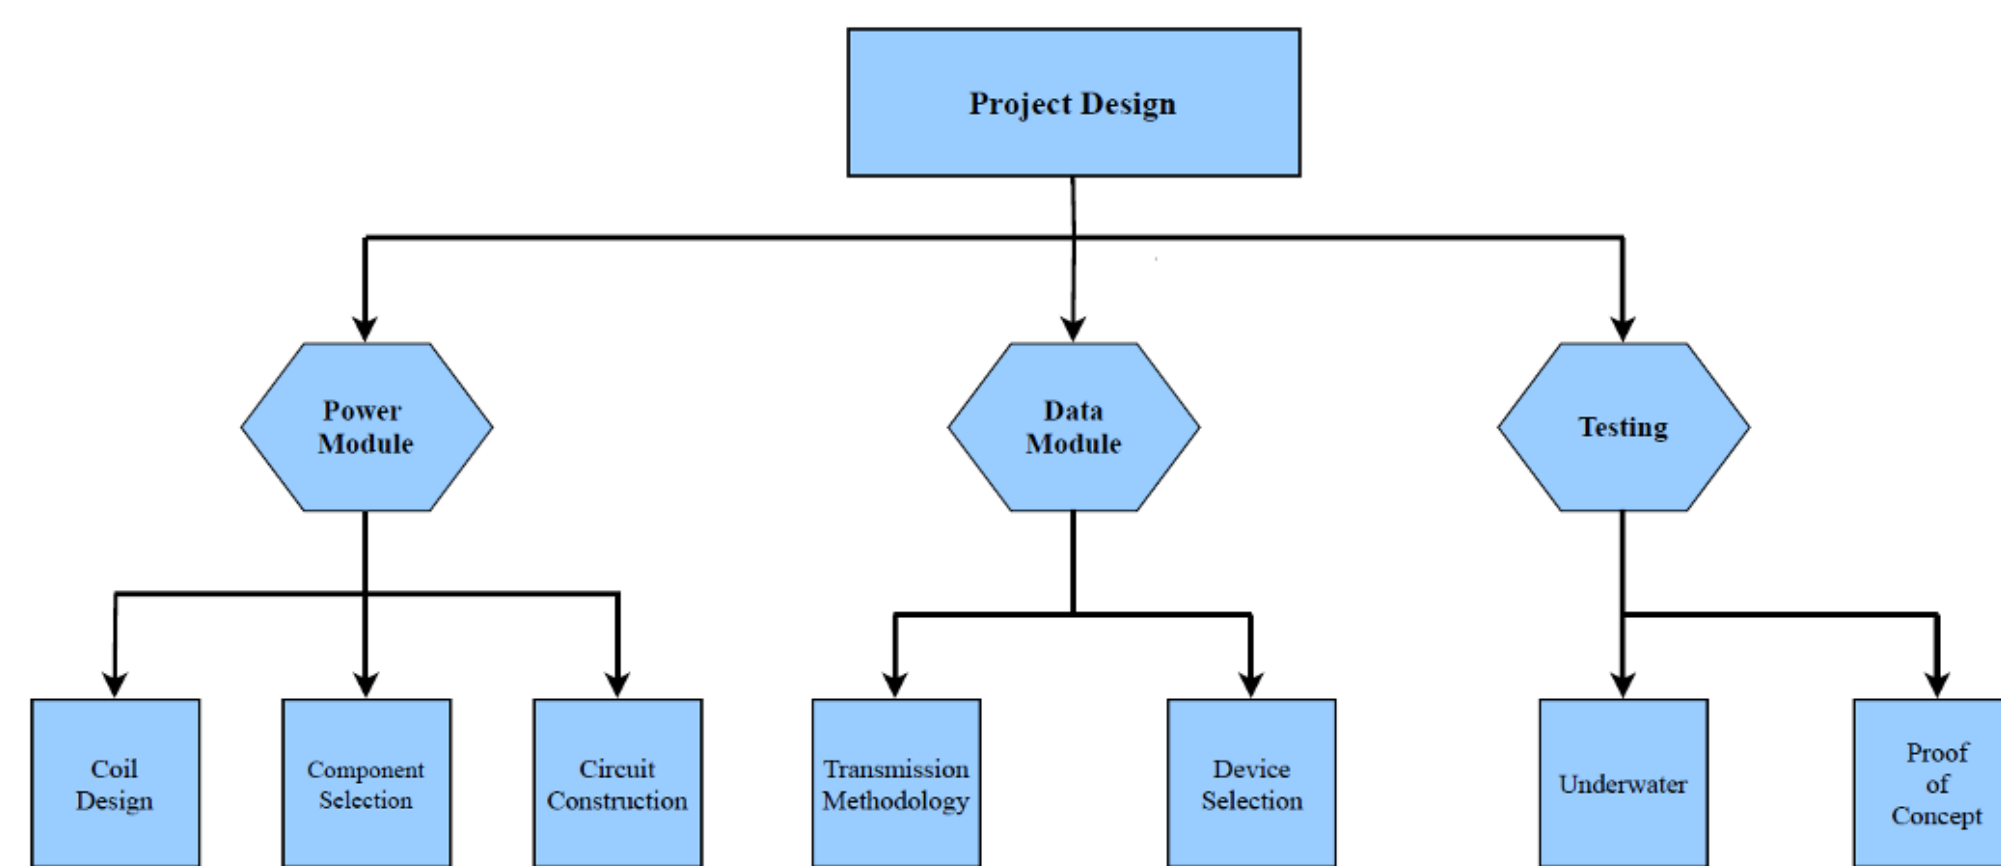 Project Design
Power
Module
Data
Module
Testing
Coil
Design
Component
Selection
Circuit
Construction
Transmission
Methodology
Device
Selection
Underwater
Proof
of
Concept